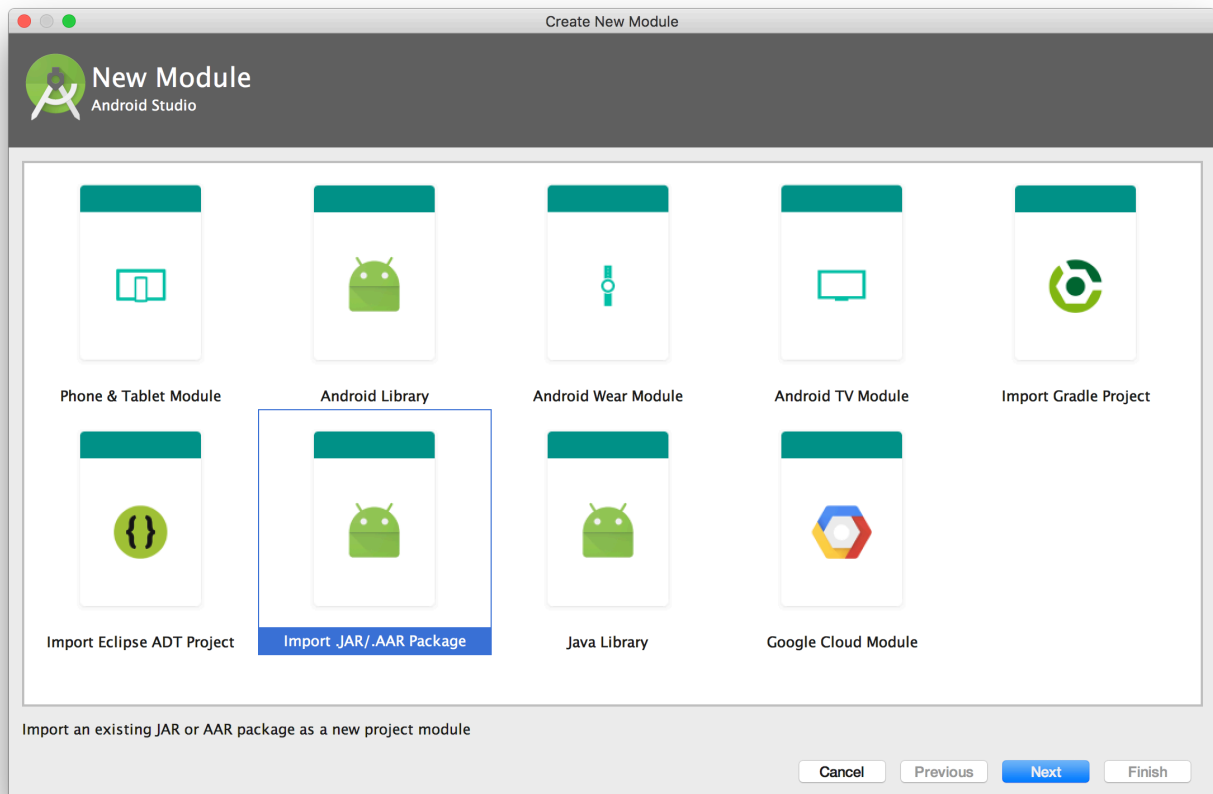 Create New Module
New Module
Android Studio
Phone & Tablet Module
Android Library
Android Wear Module
Android TV Module
Import Gradle Project
{}
Import Eclipse ADT Project
Import .JAR/.AAR Package
Java Library
Google Cloud Module
Import an existing JAR or AAR package as a new project module
Cancel
Previous
Next
Finish